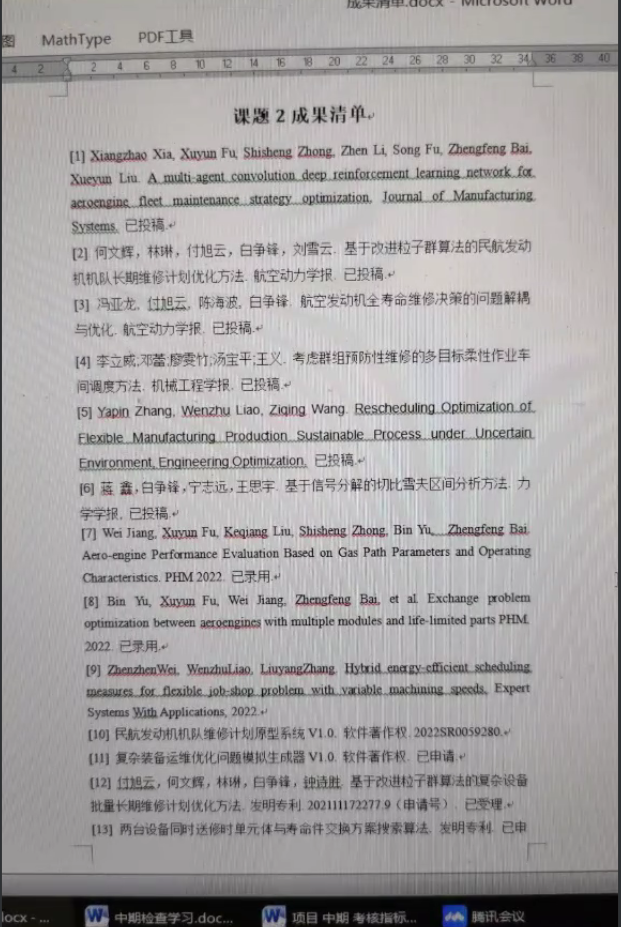 成果清单.docx - Microsoft Word
图 MathType PDF工具
4 2 2 4 6 8 10 12 14 16 18 20 22 24 26 28 30 32 34 36 38 40
课题 2 成果清单
[1] Xiangzhao Xia, Xuyun Fu, Shisheng Zhong, Zhen Li, Song Fu, Zhengfeng Bai,
Xueyun Liu. A multi-agent convolution deep reinforcement learning network for
aeroengine fleet maintenance strategy optimization, Journal of Manufacturing
Systems. 已投稿.
[2] 何文辉，林琳，付旭云，白争锋，刘雪云. 基于改进粒子群算法的民航发动
机机队长期维修计划优化方法. 航空动力学报. 已投稿.
[3] 冯亚龙, 付旭云, 陈海波, 白争锋. 航空发动机全寿命维修决策的问题解耦
与优化. 航空动力学报. 已投稿.
[4] 李立威;邓蕾;廖雯竹;汤宝平;王义. 考虑群组预防性维修的多目标柔性作业车
间调度方法. 机械工程学报. 已投稿.
[5] Yapin Zhang, Wenzhu Liao, Ziqing Wang. Rescheduling Optimization of
Flexible Manufacturing Production Sustainable Process under Uncertain
Environment, Engineering Optimization. 已投稿.
[6] 鑫,白争锋,宁志远,王思宇. 基于信号分解的切比雪夫区间分析方法. 力
学学报. 已投稿.
[7] Wei Jiang, Xuyun Fu, Keqiang Liu, Shisheng Zhong, Bin Yu, Zhengfeng Bai.
Aero-engine Performance Evaluation Based on Gas Path Parameters and Operating
Characteristics. PHM 2022. 已录用.
[8] Bin Yu, Xuyun Fu, Wei Jiang, Zhengfeng Bai, et al. Exchange problem
optimization between aeroengines with multiple modules and life-limited parts PHM.
2022. 已录用.
[9] ZhenzhenWei, WenzhuLiao, LiuyangZhang. Hybrid energy-efficient scheduling
measures for flexible job-shop problem with variable machining speeds, Expert
Systems With Applications, 2022.
[10] 民航发动机机队维修计划原型系统 V1.0. 软件著作权. 2022SR0059280.
[11] 复杂装备运维优化问题模拟生成器 V1.0. 软件著作权. 已申请.
[12] 付旭云，何文辉，林琳，白争锋，钟诗胜. 基于改进粒子群算法的复杂设备
批量长期维修计划优化方法. 发明专利. 202111172277.9（申请号）. 已受理.
[13] 两台设备同时送修时单元体与寿命件交换方案搜索算法. 发明专利. 已申
ocx - ... 中期检查学习.doc... 项目 中期 考核指标... 腾讯会议